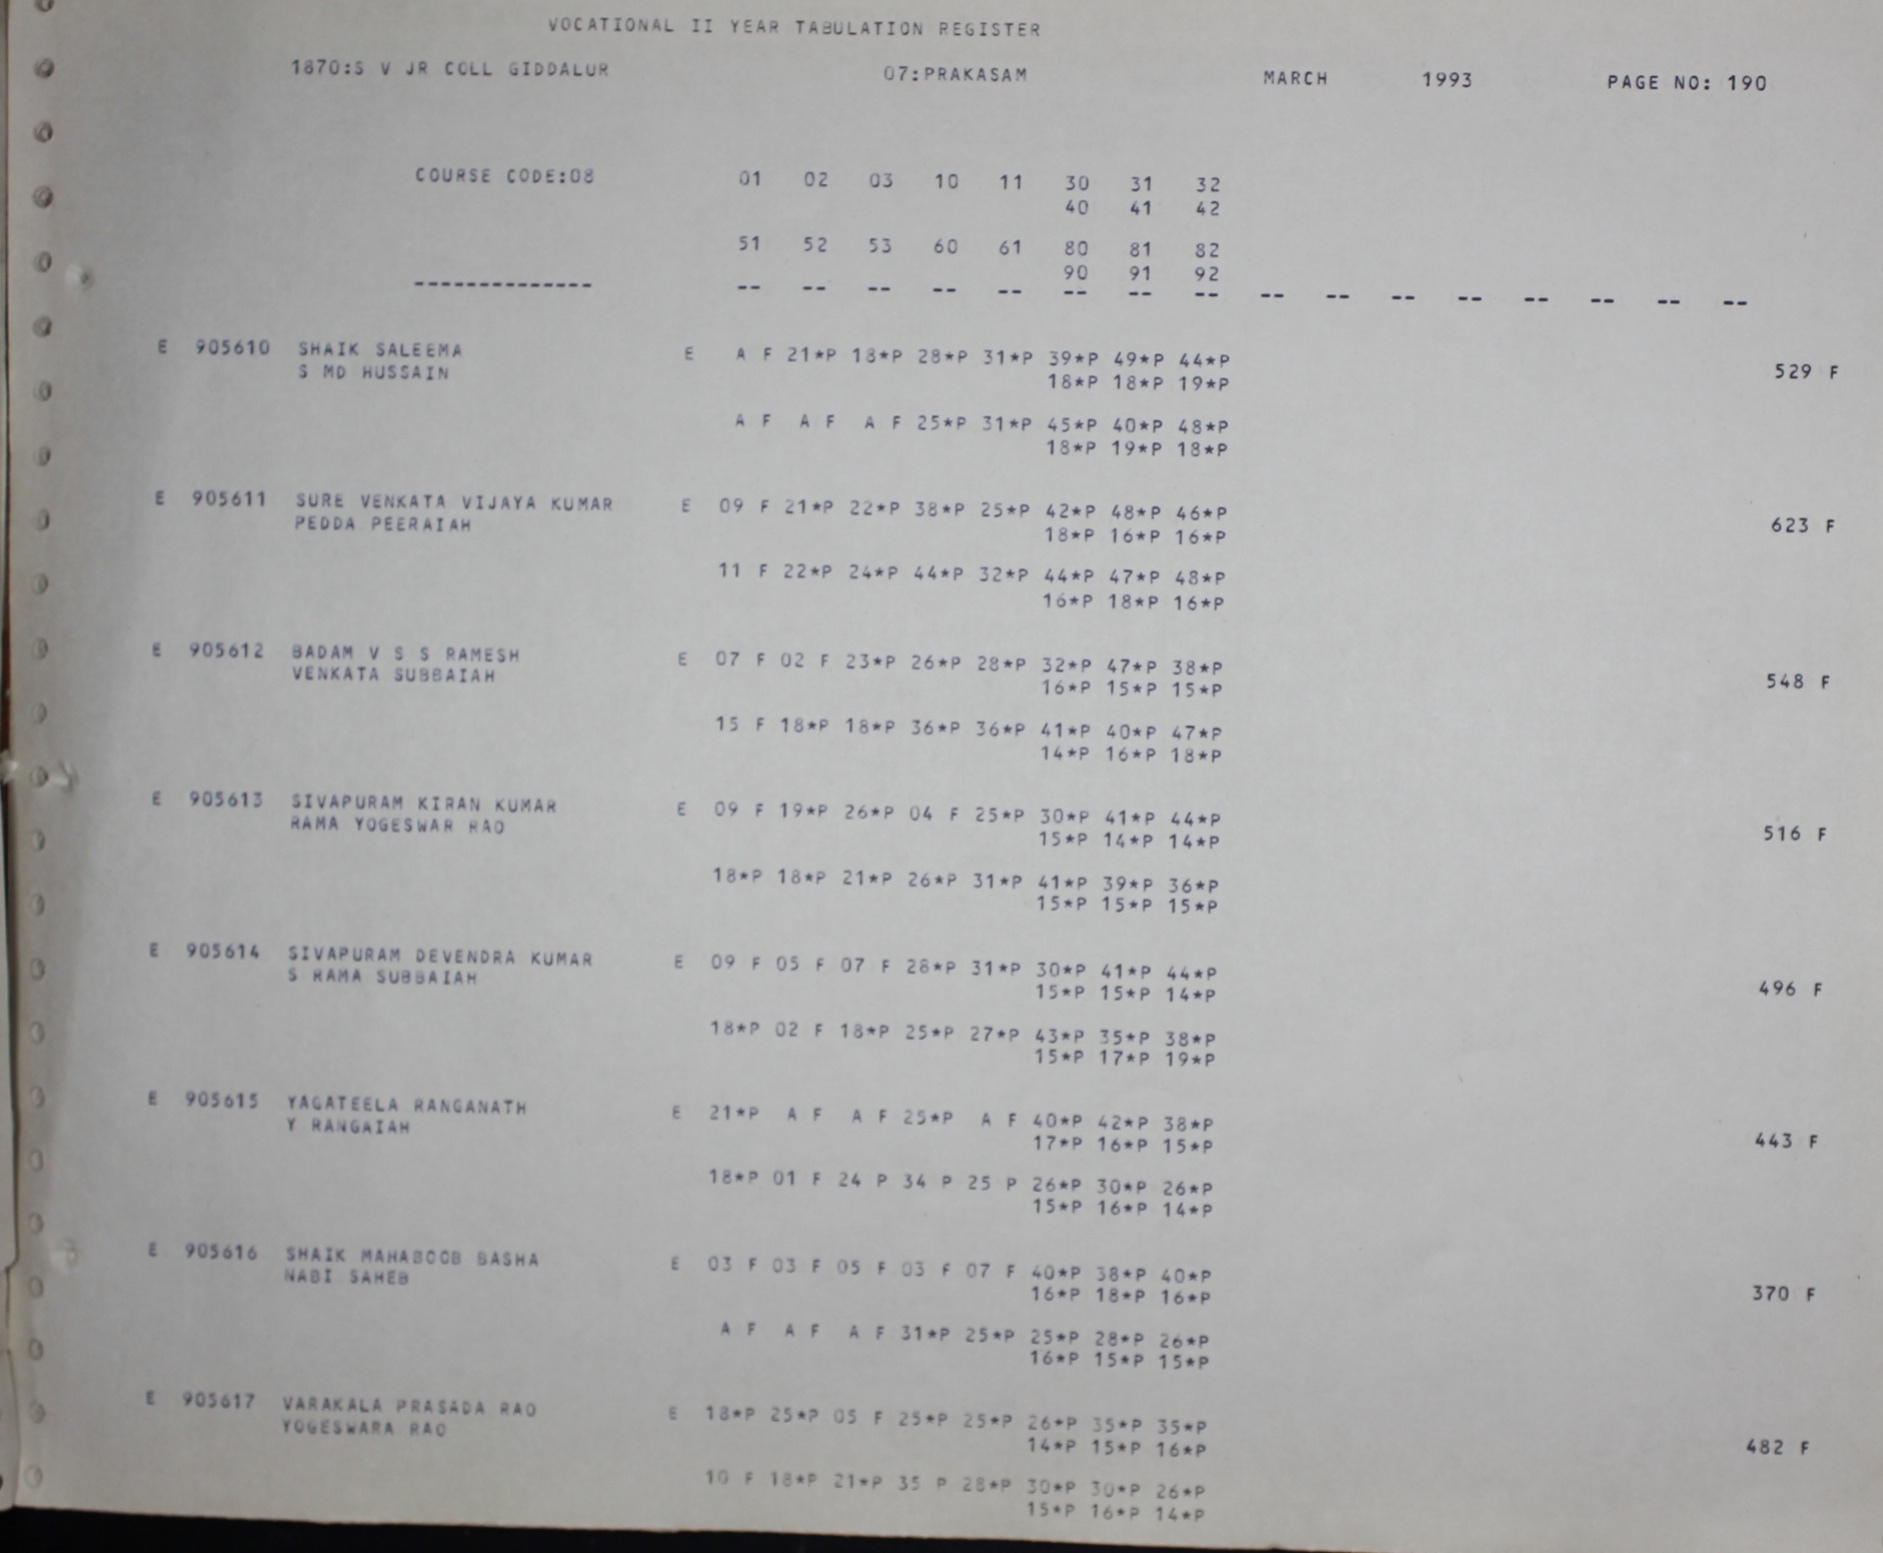 VOCATIONAL II YEAR TABULATION REGISTER
1870:S V JR COLL GIDDALUR 07:PRAKASAM MARCH 1993 PAGE NO: 190
COURSE CODE:08 01 02 03 10 11 30 31 32
40 41 42
51 52 53 60 61 80 81 82
90 91 92
-------------- -- -- -- -- -- -- -- -- -- -- -- -- -- -- -- --
E 905610 SHAIK SALEEMA E A F 21*P 18*P 28*P 31*P 39*P 49*P 44*P
S MD HUSSAIN 18*P 18*P 19*P 529 F
A F A F A F 25*P 31*P 45*P 40*P 48*P
18*P 19*P 18*P
E 905611 SURE VENKATA VIJAYA KUMAR E 09 F 21*P 22*P 38*P 25*P 42*P 48*P 46*P
PEDDA PEERAIAH 18*P 16*P 16*P 623 F
11 F 22*P 24*P 44*P 32*P 44*P 47*P 48*P
16*P 18*P 16*P
E 905612 BADAM V S S RAMESH E 07 F 02 F 23*P 26*P 28*P 32*P 47*P 38*P
VENKATA SUBBAIAH 16*P 15*P 15*P 548 F
15 F 18*P 18*P 36*P 36*P 41*P 40*P 47*P
14*P 16*P 18*P
E 905613 SIVAPURAM KIRAN KUMAR E 09 F 19*P 26*P 04 F 25*P 30*P 41*P 44*P
RAMA YOGESWAR RAO 15*P 14*P 14*P 516 F
18*P 18*P 21*P 26*P 31*P 41*P 39*P 36*P
15*P 15*P 15*P
E 905614 SIVAPURAM DEVENDRA KUMAR E 09 F 05 F 07 F 28*P 31*P 30*P 41*P 44*P
S RAMA SUBBAIAH 15*P 15*P 14*P 496 F
18*P 02 F 18*P 25*P 27*P 43*P 35*P 38*P
15*P 17*P 19*P
E 905615 YAGATEELA RANGANATH E 21*P A F A F 25*P A F 40*P 42*P 38*P
Y RANGAIAH 17*P 16*P 15*P 443 F
18*P 01 F 24 P 34 P 25 P 26*P 30*P 26*P
15*P 16*P 14*P
E 905616 SHAIK MAHABOOB BASHA E 03 F 03 F 05 F 03 F 07 F 40*P 38*P 40*P
NABI SAHEB 16*P 18*P 16*P 370 F
A F A F A F 31*P 25*P 25*P 28*P 26*P
16*P 15*P 15*P
E 905617 VARAKALA PRASADA RAO E 18*P 25*P 05 F 25*P 25*P 26*P 35*P 35*P
YOGESWARA RAO 14*P 15*P 16*P 482 F
10 F 18*P 21*P 35 P 28*P 30*P 30*P 26*P
15*P 16*P 14*P